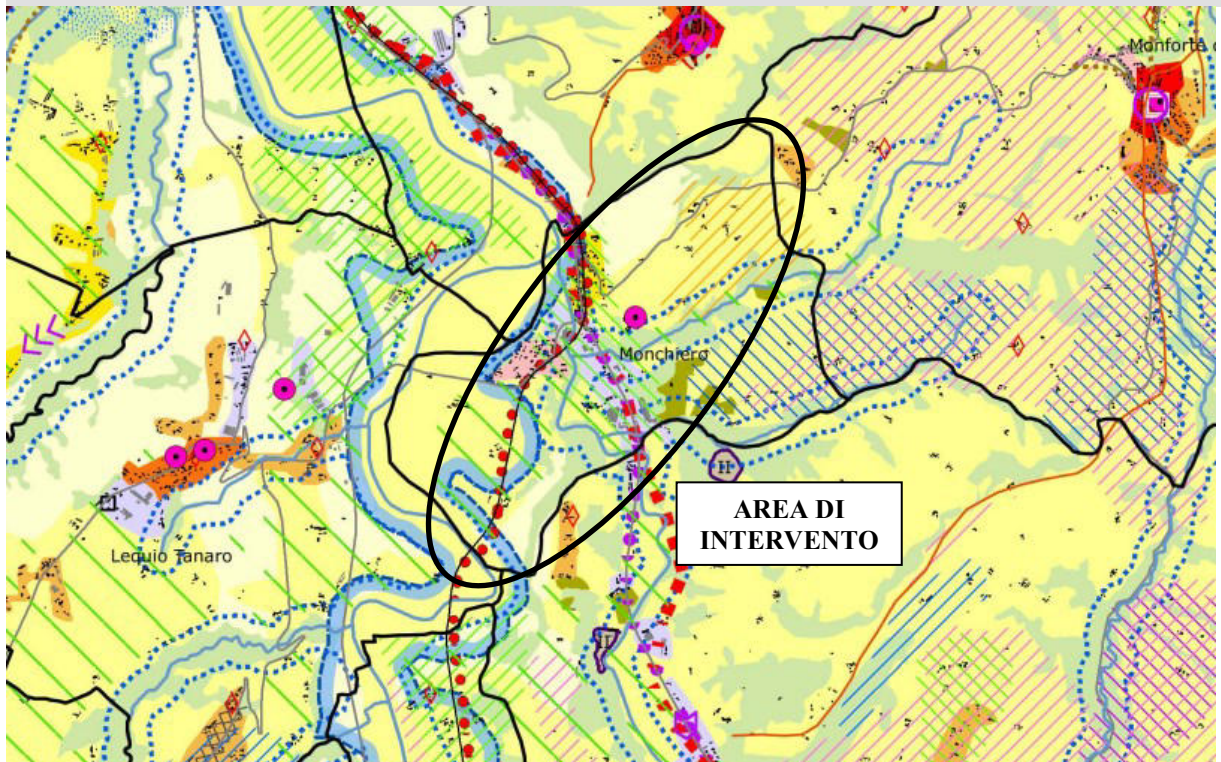 Monforte d
Monchiero
AREA DI
INTERVENTO
Lequio Tanaro